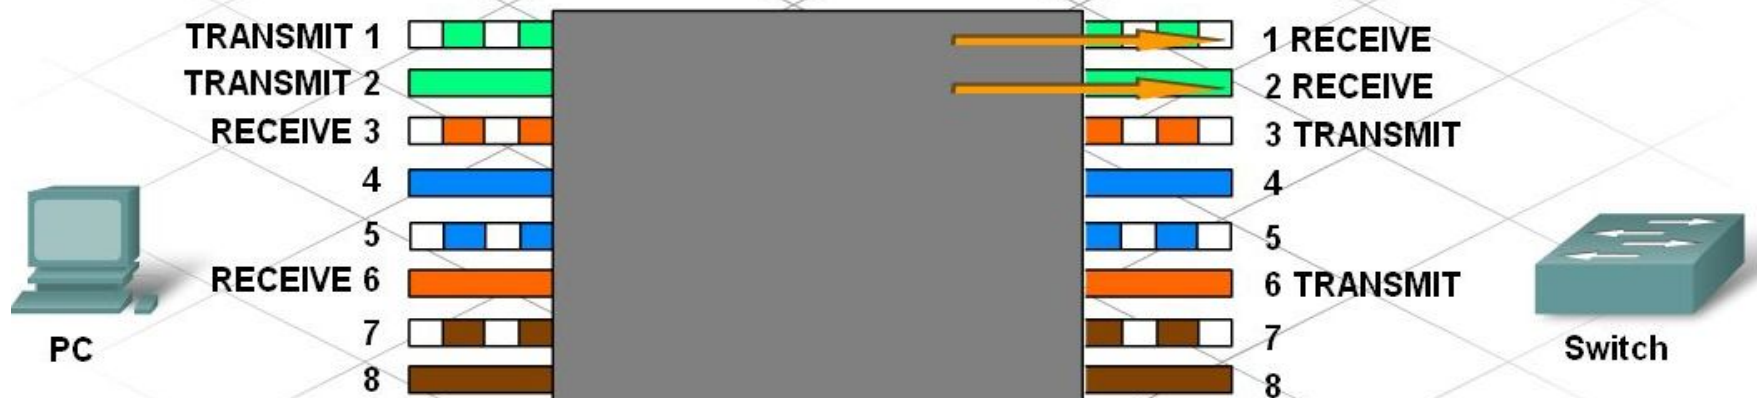 TRANSMIT 1
1 RECEIVE
TRANSMIT 2
2 RECEIVE
RECEIVE 3
3 TRANSMIT
4
4
5
5
RECEIVE 6
6 TRANSMIT
7
7
8
8
PC
Switch